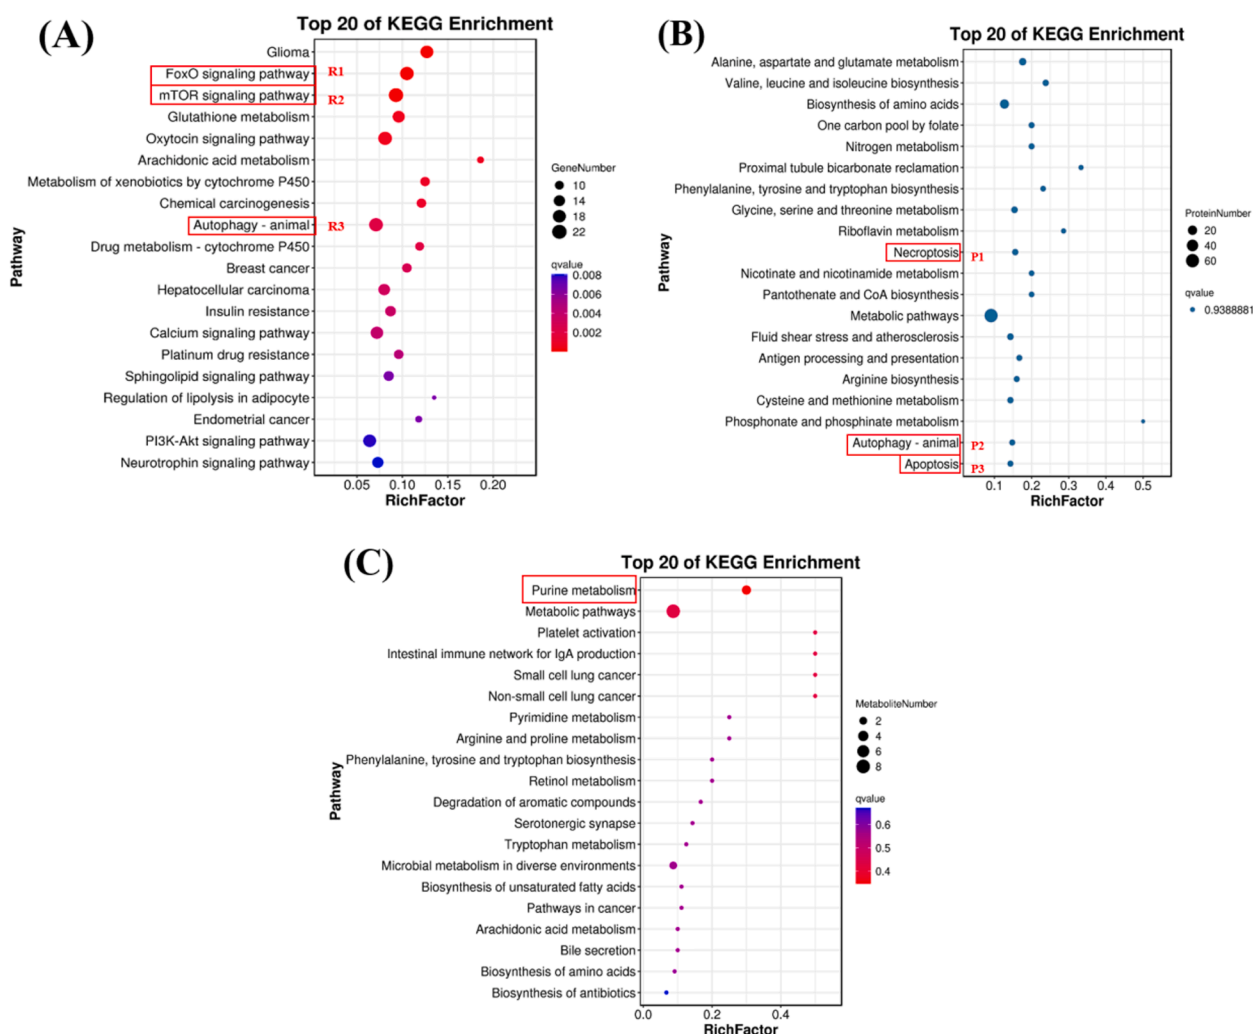 (A)
Top 20 of KEGG Enrichment
Pathway
Glioma
FoxO signaling pathway R1
mTOR signaling pathway R2
Glutathione metabolism
Oxytocin signaling pathway
Arachidonic acid metabolism
Metabolism of xenobiotics by cytochrome P450
Chemical carcinogenesis
Autophagy - animal R3
Drug metabolism - cytochrome P450
Breast cancer
Hepatocellular carcinoma
Insulin resistance
Calcium signaling pathway
Platinum drug resistance
Sphingolipid signaling pathway
Regulation of lipolysis in adipocyte
Endometrial cancer
PI3K-Akt signaling pathway
Neurotrophin signaling pathway
0.05 0.10 0.15 0.20
RichFactor
GeneNumber
10
14
18
22
qvalue
0.008
0.006
0.004
0.002
(B)
Top 20 of KEGG Enrichment
Pathway
Alanine, aspartate and glutamate metabolism
Valine, leucine and isoleucine biosynthesis
Biosynthesis of amino acids
One carbon pool by folate
Nitrogen metabolism
Proximal tubule bicarbonate reclamation
Phenylalanine, tyrosine and tryptophan biosynthesis
Glycine, serine and threonine metabolism
Riboflavin metabolism
Necroptosis P1
Nicotinate and nicotinamide metabolism
Pantothenate and CoA biosynthesis
Metabolic pathways
Fluid shear stress and atherosclerosis
Antigen processing and presentation
Arginine biosynthesis
Cysteine and methionine metabolism
Phosphonate and phosphinate metabolism
Autophagy - animal P2
Apoptosis P3
0.1 0.2 0.3 0.4 0.5
RichFactor
ProteinNumber
20
40
60
qvalue
0.9388881
(C)
Top 20 of KEGG Enrichment
Pathway
Purine metabolism
Metabolic pathways
Platelet activation
Intestinal immune network for IgA production
Small cell lung cancer
Non-small cell lung cancer
Pyrimidine metabolism
Arginine and proline metabolism
Phenylalanine, tyrosine and tryptophan biosynthesis
Retinol metabolism
Degradation of aromatic compounds
Serotonergic synapse
Tryptophan metabolism
Microbial metabolism in diverse environments
Biosynthesis of unsaturated fatty acids
Pathways in cancer
Arachidonic acid metabolism
Bile secretion
Biosynthesis of amino acids
Biosynthesis of antibiotics
0.0 0.2 0.4
RichFactor
MetaboliteNumber
2
4
6
8
qvalue
0.6
0.5
0.4